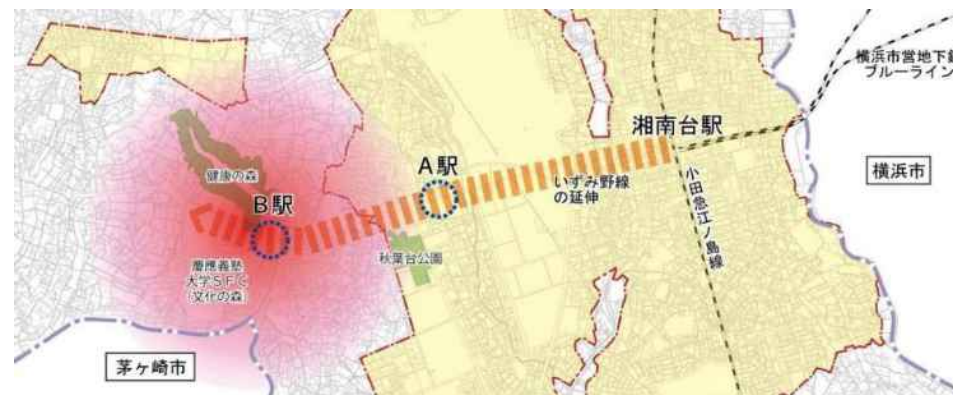 横浜市営地下鉄
ブルーライン
湘南台駅
横浜市
A駅
いずみ野線
の延伸
小田急江ノ島線
健康の森
B駅
秋葉台公園
慶應義塾
大学SFC
(文化の森)
茅ヶ崎市